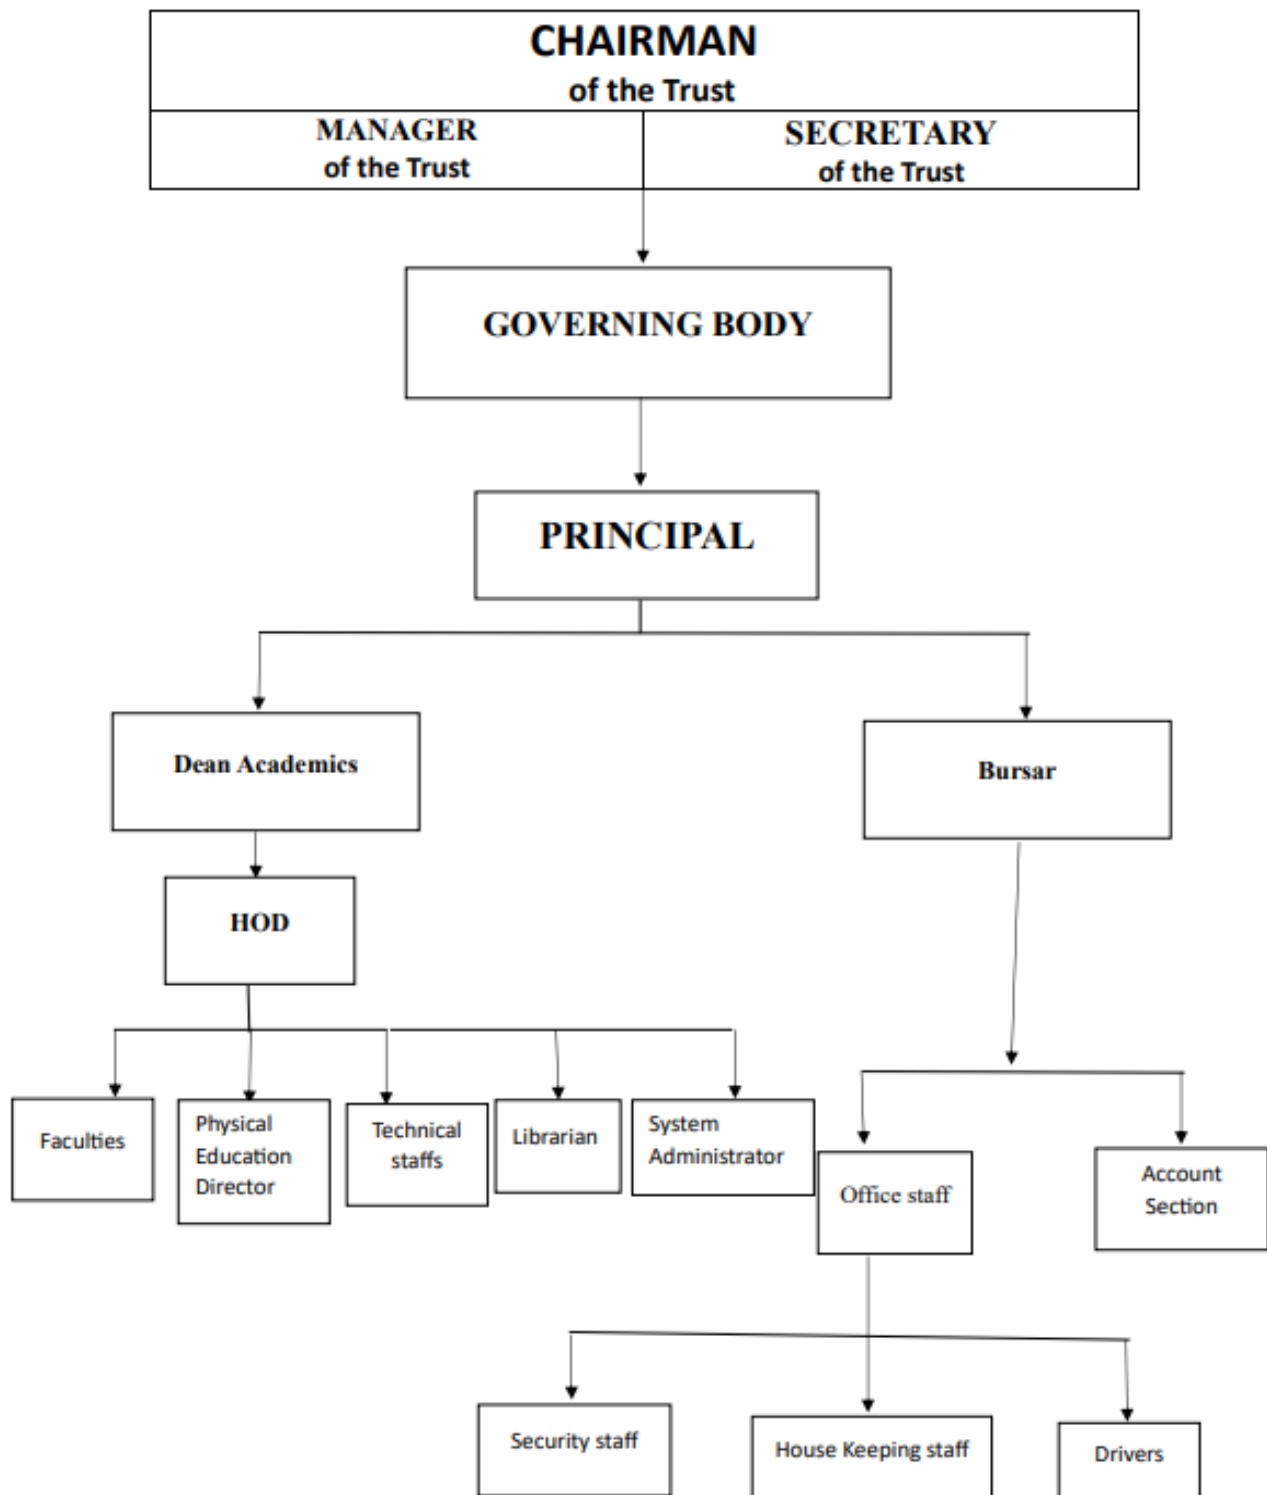 CHAIRMAN
of the Trust
MANAGER
of the Trust
SECRETARY
of the Trust
GOVERNING BODY
PRINCIPAL
Dean Academics
Bursar
HOD
Faculties
Physical
Education
Director
Technical
staffs
Librarian
System
Administrator
Office staff
Account
Section
Security staff
House Keeping staff
Drivers